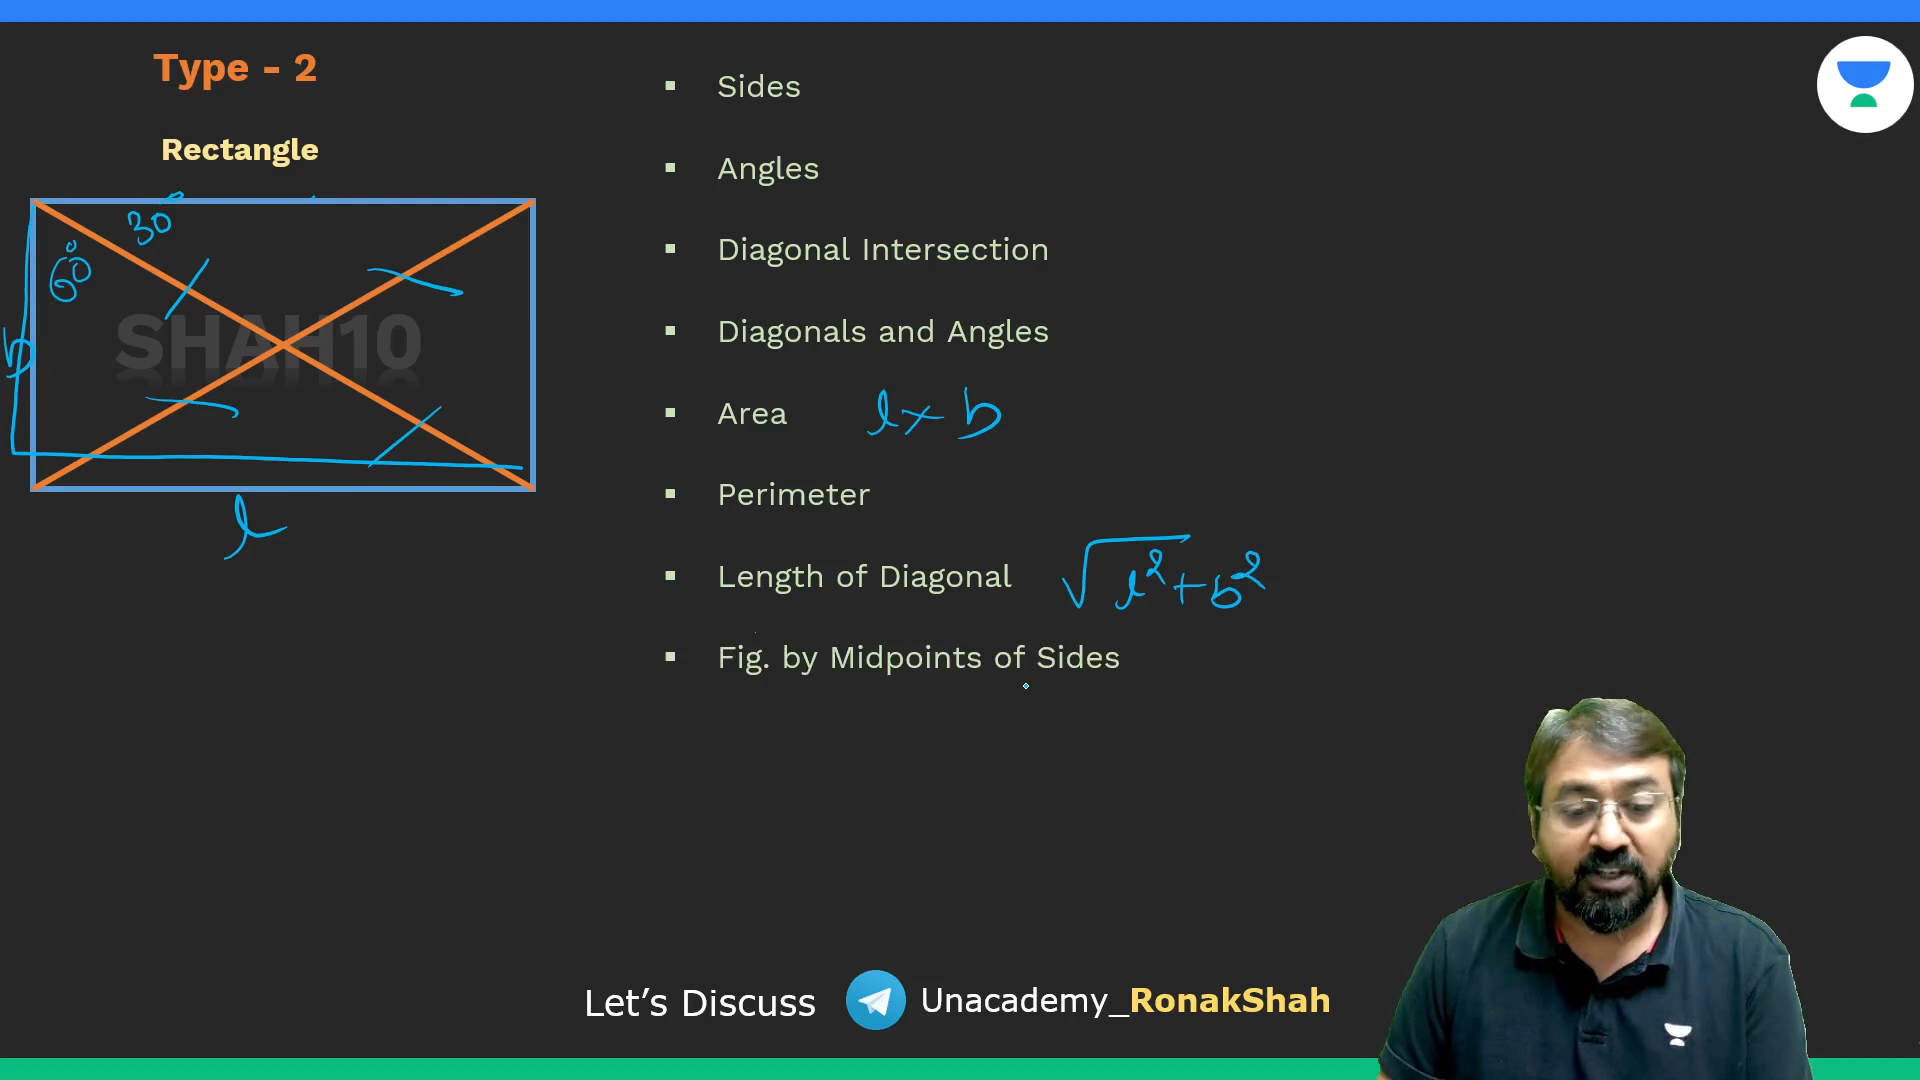 Type - 2
Rectangle
30°
60°
SHAH10
b
l
▪ Sides
▪ Angles
▪ Diagonal Intersection
▪ Diagonals and Angles
▪ Area l × b
▪ Perimeter
▪ Length of Diagonal √l²+b²
▪ Fig. by Midpoints of Sides
Let’s Discuss Unacademy_RonakShah